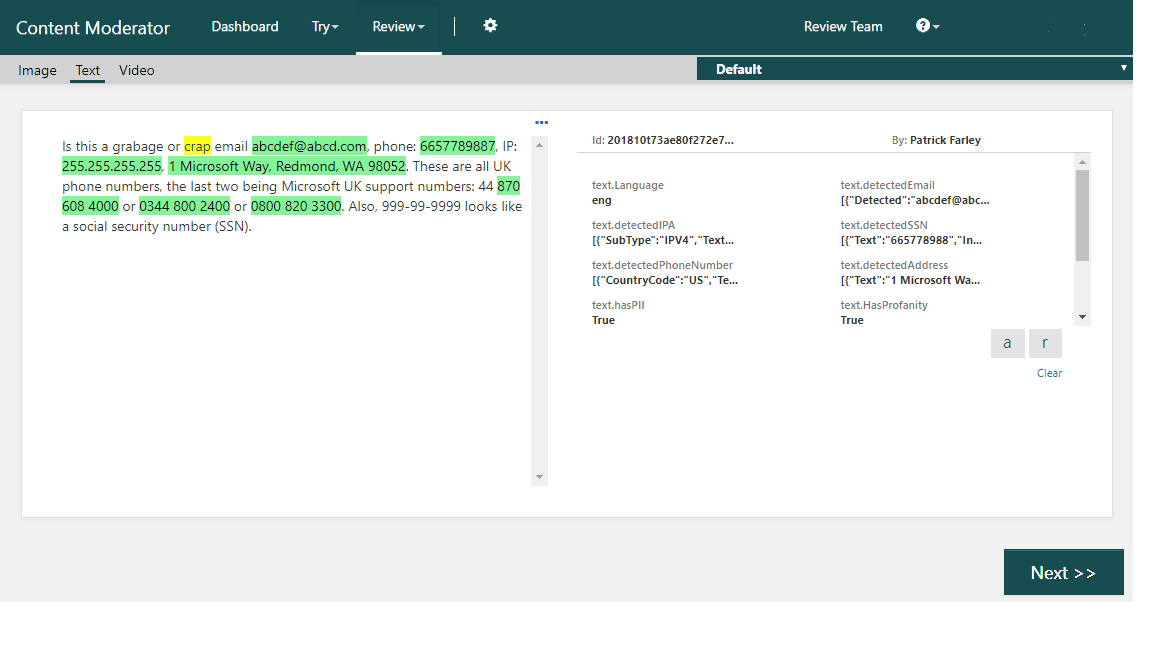 Content Moderator Dashboard Try Review Review Team ?
Image Text Video Default
•••
Is this a grabage or crap email abcdef@abcd.com, phone: 6657789887, IP:
255.255.255.255, 1 Microsoft Way, Redmond, WA 98052. These are all UK
phone numbers, the last two being Microsoft UK support numbers: 44 870
608 4000 or 0344 800 2400 or 0800 820 3300. Also, 999-99-9999 looks like
a social security number (SSN).
Id: 201810t73ae80f272e7... By: Patrick Farley
text.Language text.detectedEmail
eng [{"Detected":"abcdef@abc...
text.detectedIPA text.detectedSSN
[{"SubType":"IPV4","Text... [{"Text":"665778988","In...
text.detectedPhoneNumber text.detectedAddress
[{"CountryCode":"US","Te... [{"Text":"1 Microsoft Wa...
text.hasPII text.HasProfanity
True True
a r
Clear
Next >>